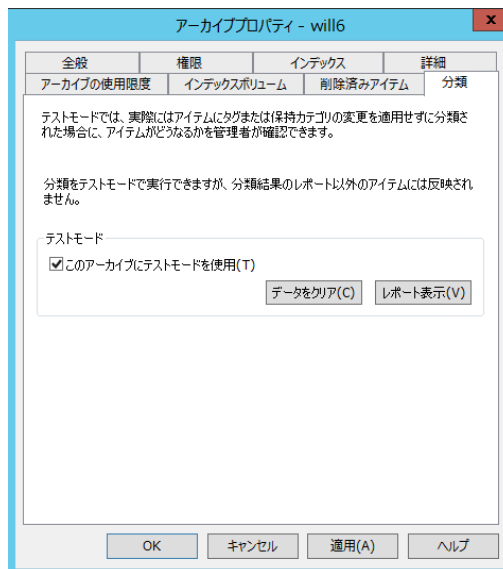 アーカイブプロパティ - will6
x
全般 権限 インデックス 詳細
アーカイブの使用限度 インデックスボリューム 削除済みアイテム 分類
テストモードでは、実際にはアイテムにタグまたは保持カテゴリの変更を適用せずに分類さ
れた場合に、アイテムがどうなるかを管理者が確認できます。
分類をテストモードで実行できますが、分類結果のレポート以外のアイテムには反映され
ません。
テストモード
このアーカイブにテストモードを使用(T)
データをクリア(C) レポート表示(V)
OK キャンセル 適用(A) ヘルプ